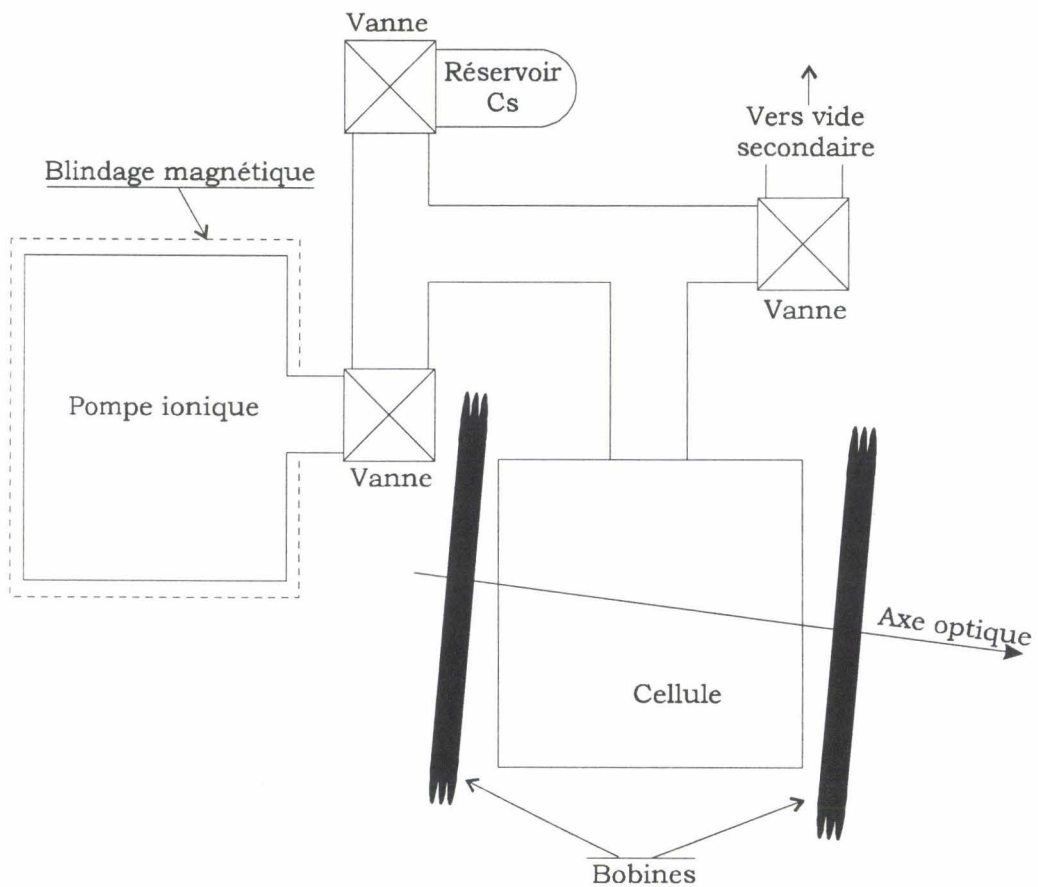 Vanne
Réservoir
Cs
Vers vide
secondaire
Blindage magnétique
Vanne
Pompe ionique
Vanne
Axe optique
Cellule
Bobines